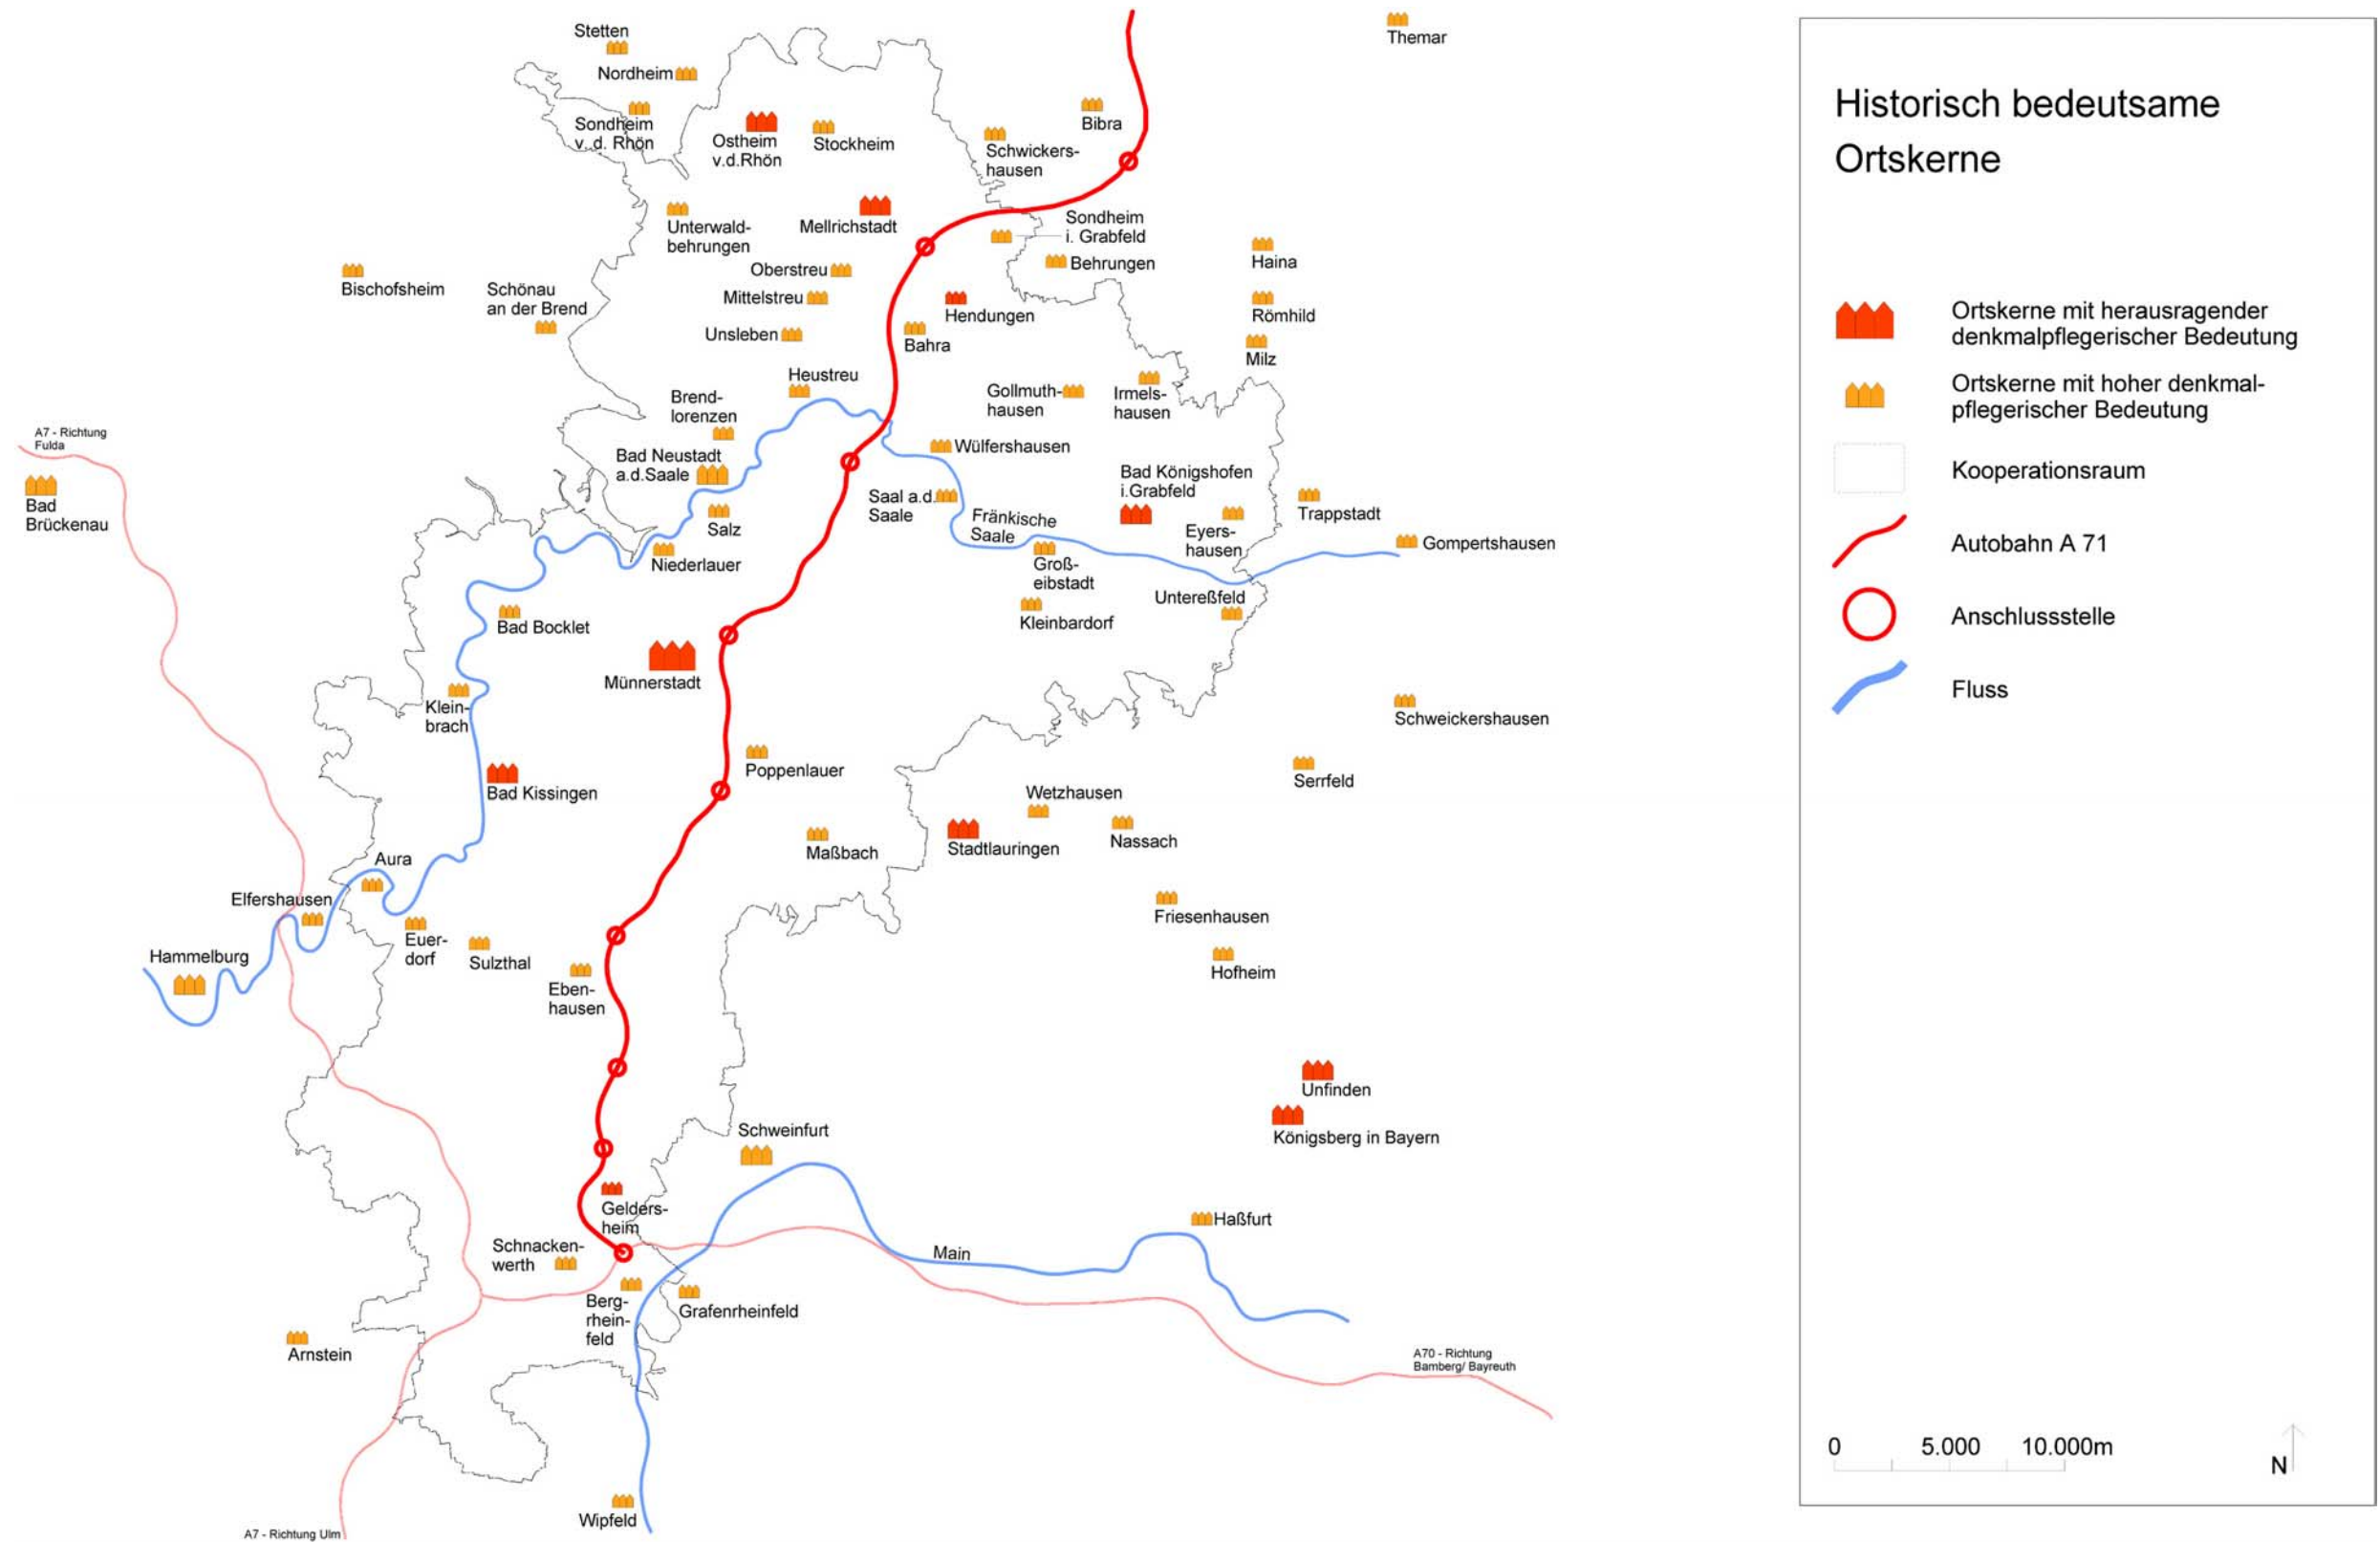 Stetten
Nordheim
Sondheim
v. d. Rhön
Ostheim
v.d.Rhön
Stockheim
Schwickers-
hausen
Bibra
Themar
Unterwald-
behrungen
Mellrichstadt
Sondheim
i. Grabfeld
Behrungen
Haina
Bischofsheim
Schönau
an der Brend
Oberstreu
Mittelstreu
Unsleben
Hendungen
Bahra
Römhild
Milz
Heustreu
Brend-
lorenzen
Gollmuth-
hausen
Irmels-
hausen
A7 - Richtung
Fulda
Bad
Brückenau
Bad Neustadt
a.d.Saale
Wülfershausen
Saal a.d.
Saale
Bad Königshofen
i.Grabfeld
Salz
Fränkische
Saale
Eyers-
hausen
Trappstadt
Gompertshausen
Niederlauer
Groß-
eibstadt
Untereßfeld
Kleinbardorf
Bad Bocklet
Münnerstadt
Klein-
brach
Schweickershausen
Poppenlauer
Serrfeld
Bad Kissingen
Wetzhausen
Nassach
Maßbach
Stadtlauringen
Aura
Elfershausen
Friesenhausen
Euer-
dorf
Sulzthal
Hammelburg
Hofheim
Eben-
hausen
Unfinden
Königsberg in Bayern
Schweinfurt
Gelders-
heim
Haßfurt
Schnacken-
werth
Main
Berg-
rhein-
feld
Grafenrheinfeld
Arnstein
A70 - Richtung
Bamberg/ Bayreuth
Wipfeld
A7 - Richtung Ulm
Historisch bedeutsame
Ortskerne
Ortskerne mit herausragender
denkmalpflegerischer Bedeutung
Ortskerne mit hoher denkmal-
pflegerischer Bedeutung
Kooperationsraum
Autobahn A 71
Anschlussstelle
Fluss
0 5.000 10.000m
N